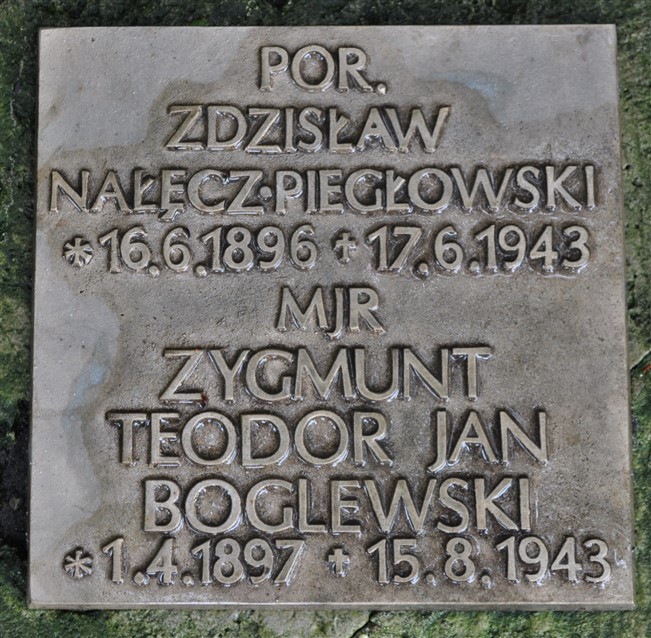 POR.
ZDZISŁAW
NAŁĘCZ·PIEGŁOWSKI
*16.6.1896 ✝17.6.1943
MJR
ZYGMUNT
TEODOR JAN
BOGLEWSKI
*1.4.1897 ✝15.8.1943